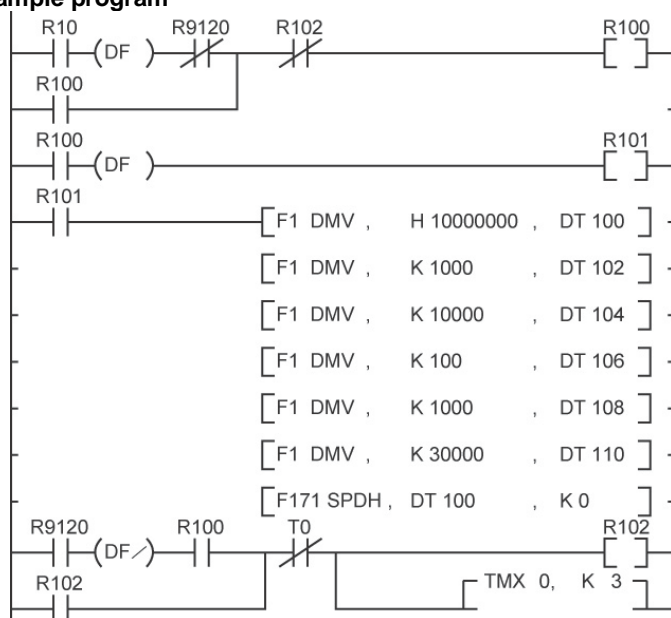 ample program
R10 R9120 R102 R100
(DF )
R100
R100 R101
(DF )
R101
F1 DMV , H 10000000 , DT 100
F1 DMV , K 1000 , DT 102
F1 DMV , K 10000 , DT 104
F1 DMV , K 100 , DT 106
F1 DMV , K 1000 , DT 108
F1 DMV , K 30000 , DT 110
F171 SPDH , DT 100 , K 0
R9120 R100 T0 R102
(DF/)
R102 TMX 0, K 3